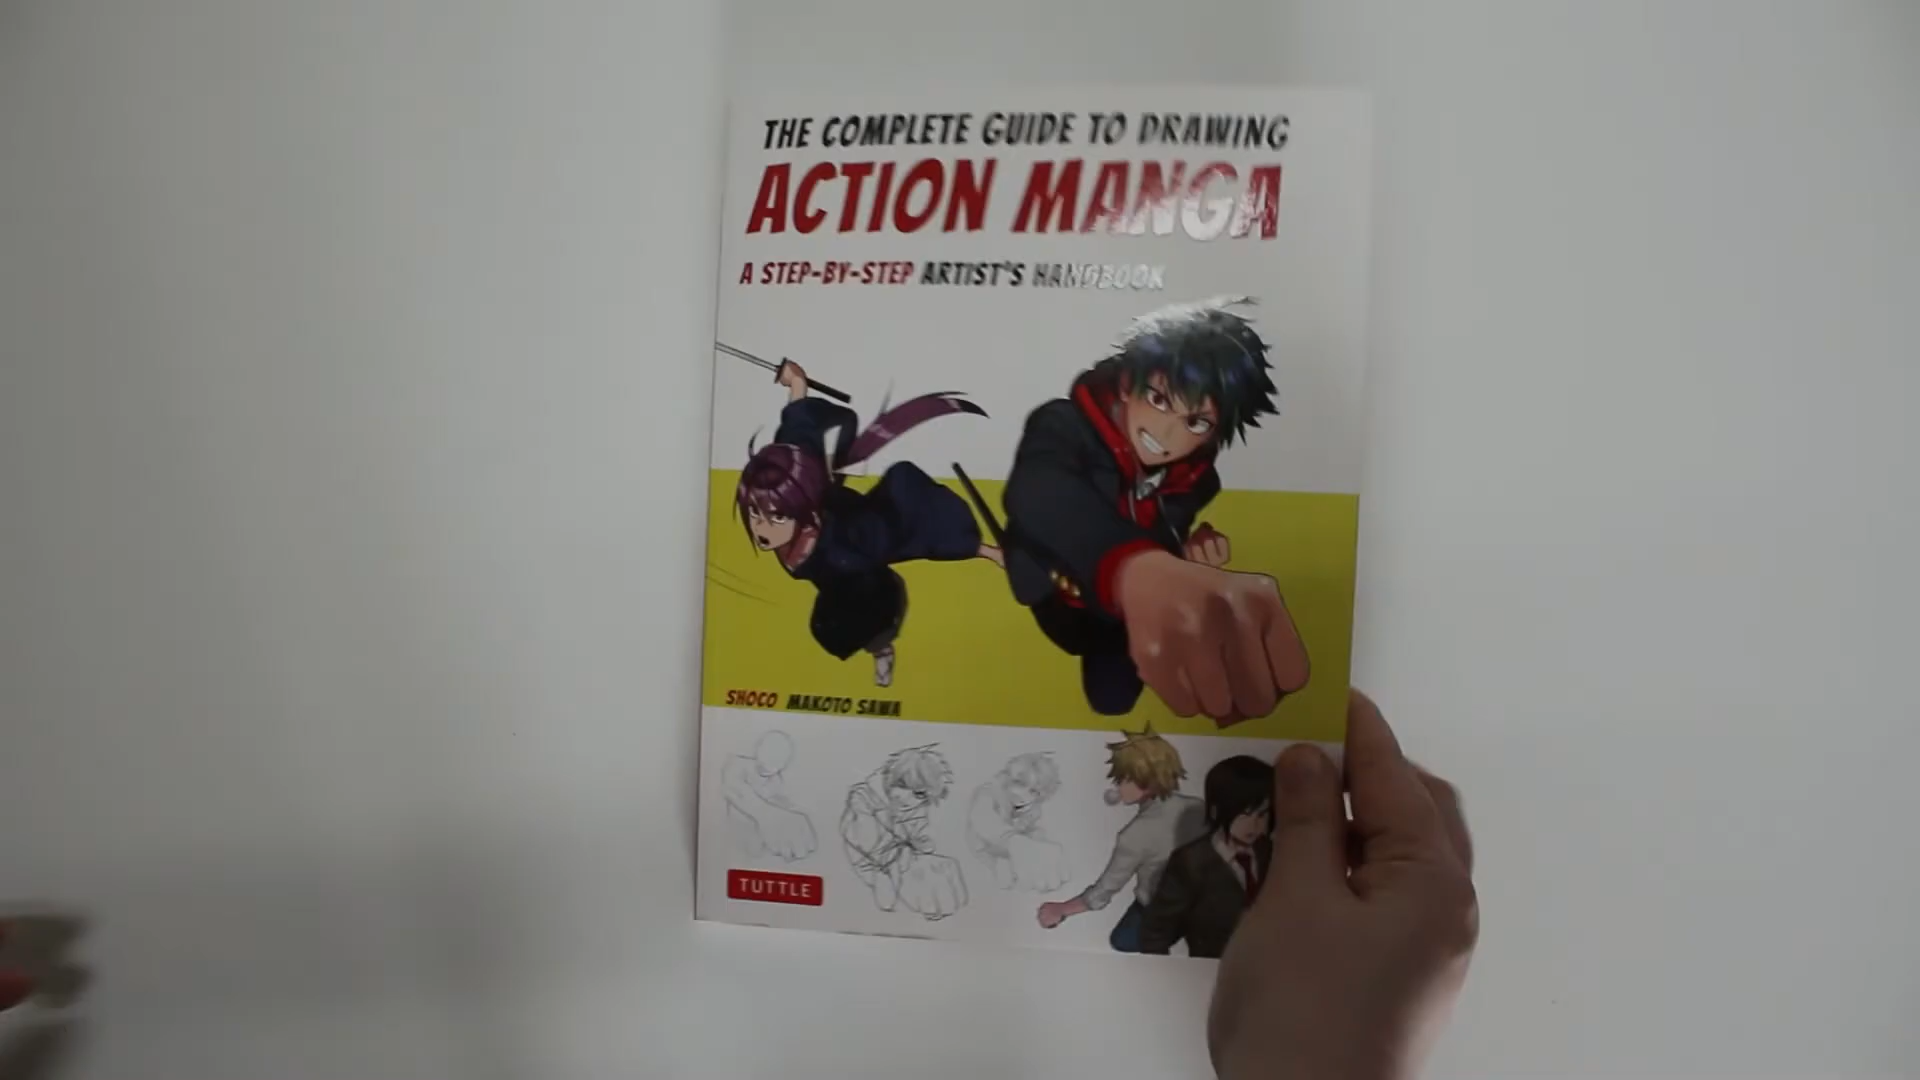 THE COMPLETE GUIDE TO DRAWING
ACTION MANGA
A STEP-BY-STEP ARTIST'S HANDBOOK
SHOCO MAKOTO SAWA
TUTTLE